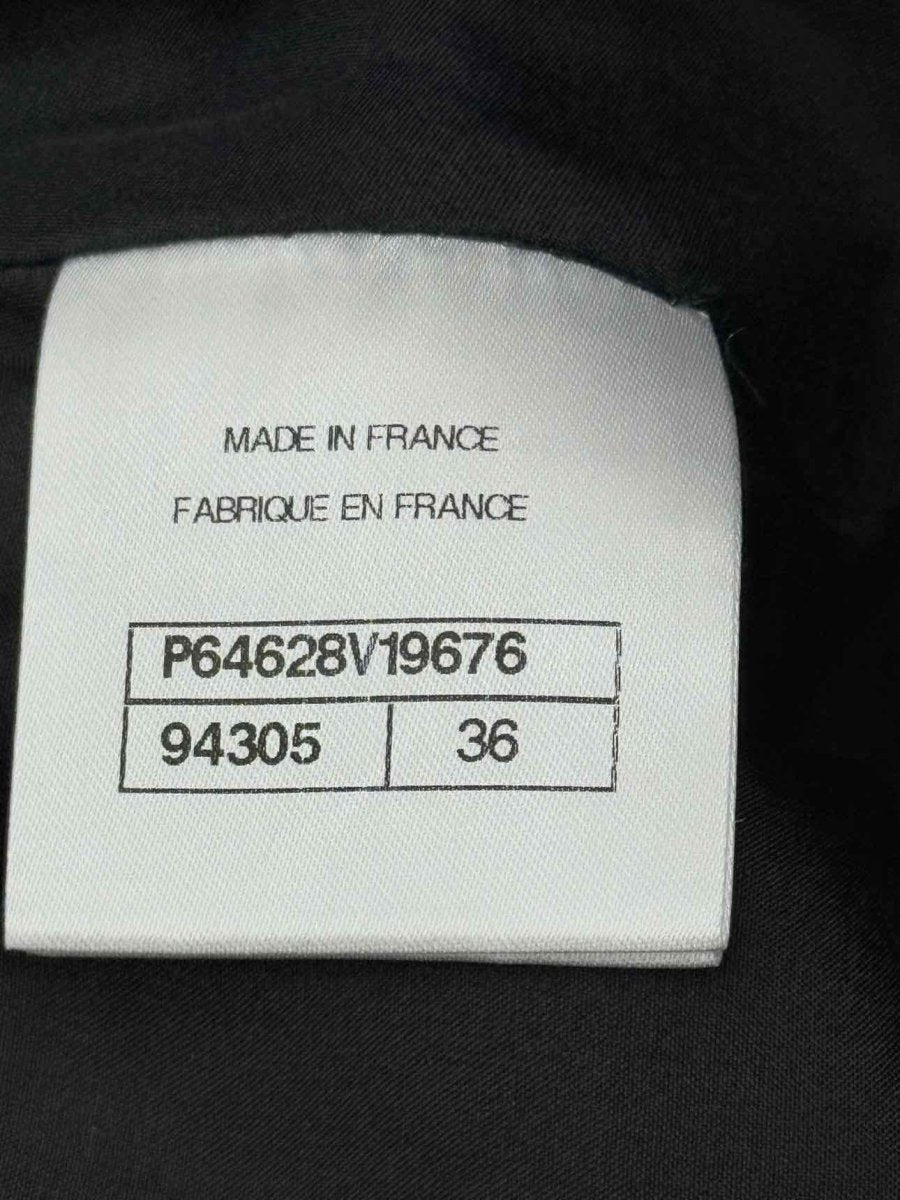 MADE IN FRANCE
FABRIQUE EN FRANCE
P64628V19676
94305 36